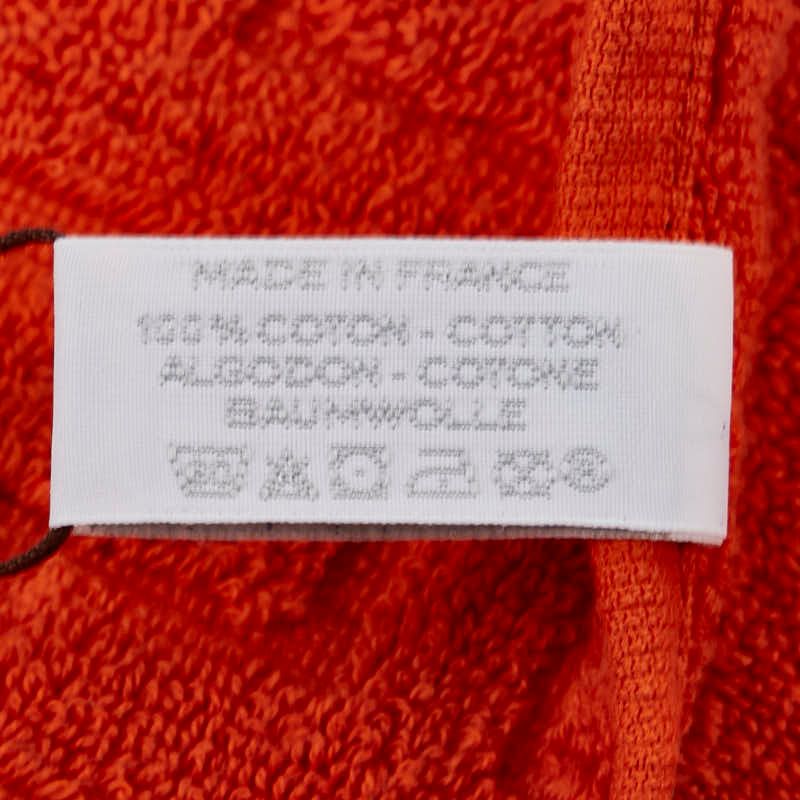 MADE IN FRANCE
100% COTON - COTTON
ALGODON - COTONE
BAUMWOLLE